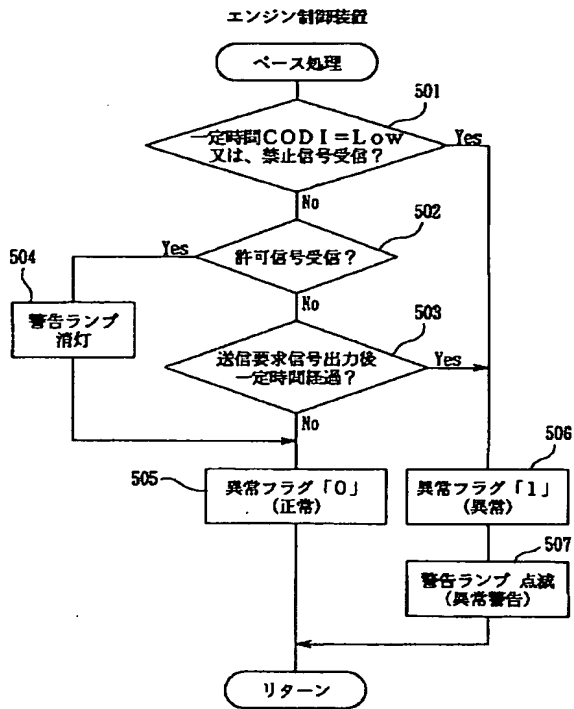 エンジン制御装置
ベース処理
501
一定時間CODI=Low
又は、禁止信号受信?
Yes
No
502
許可信号受信?
Yes
504
警告ランプ
消灯
No
503
送信要求信号出力後
一定時間経過?
Yes
No
505
異常フラグ「0」
(正常)
506
異常フラグ「1」
(異常)
507
警告ランプ 点滅
(異常警告)
リターン